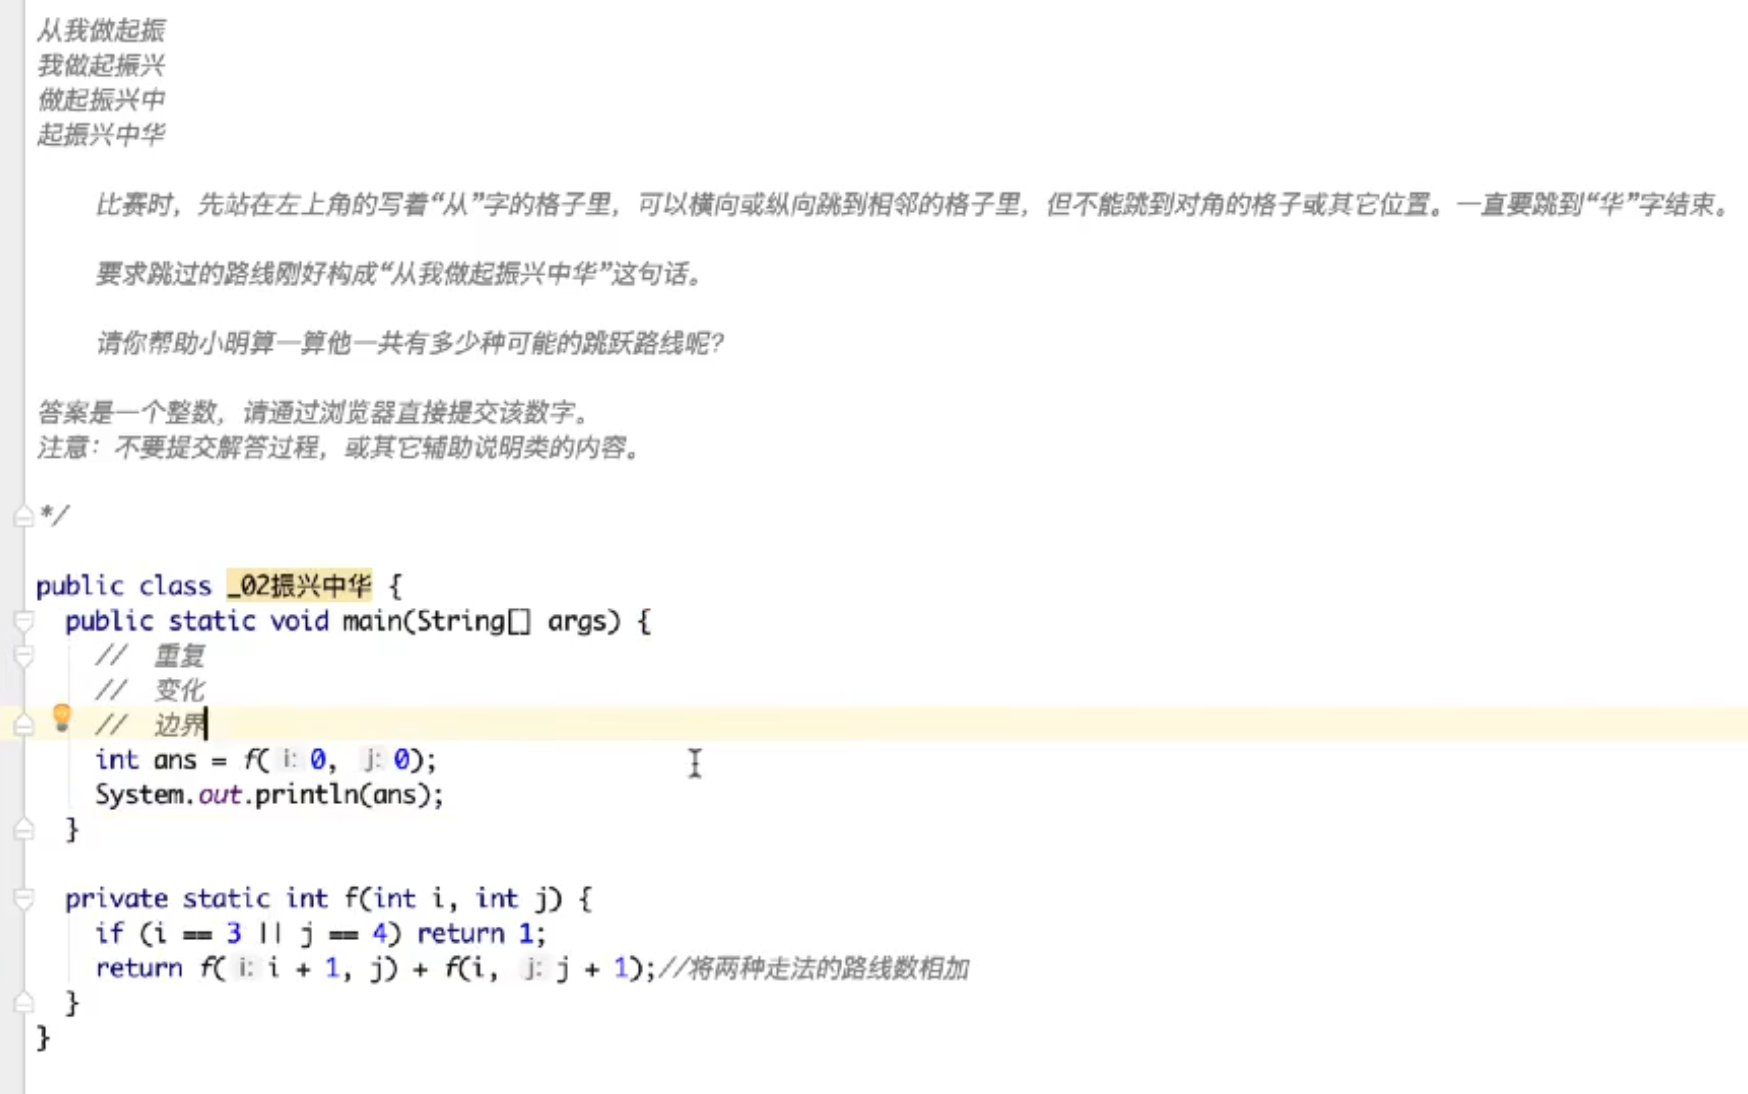 从我做起振
我做起振兴
做起振兴中
起振兴中华
比赛时，先站在左上角的写着“从”字的格子里，可以横向或纵向跳到相邻的格子里，但不能跳到对角的格子或其它位置。一直要跳到“华”字结束。
要求跳过的路线刚好构成“从我做起振兴中华”这句话。
请你帮助小明算一算他一共有多少种可能的跳跃路线呢?
答案是一个整数，请通过浏览器直接提交该数字。
注意：不要提交解答过程，或其它辅助说明类的内容。
*/
public class _02振兴中华 {
public static void main(String[] args) {
// 重复
// 变化
// 边界
int ans = f( i: 0, j: 0);
System.out.println(ans);
}
private static int f(int i, int j) {
if (i == 3 || j == 4) return 1;
return f( i: i + 1, j) + f(i, j: j + 1);//将两种走法的路线数相加
}
}